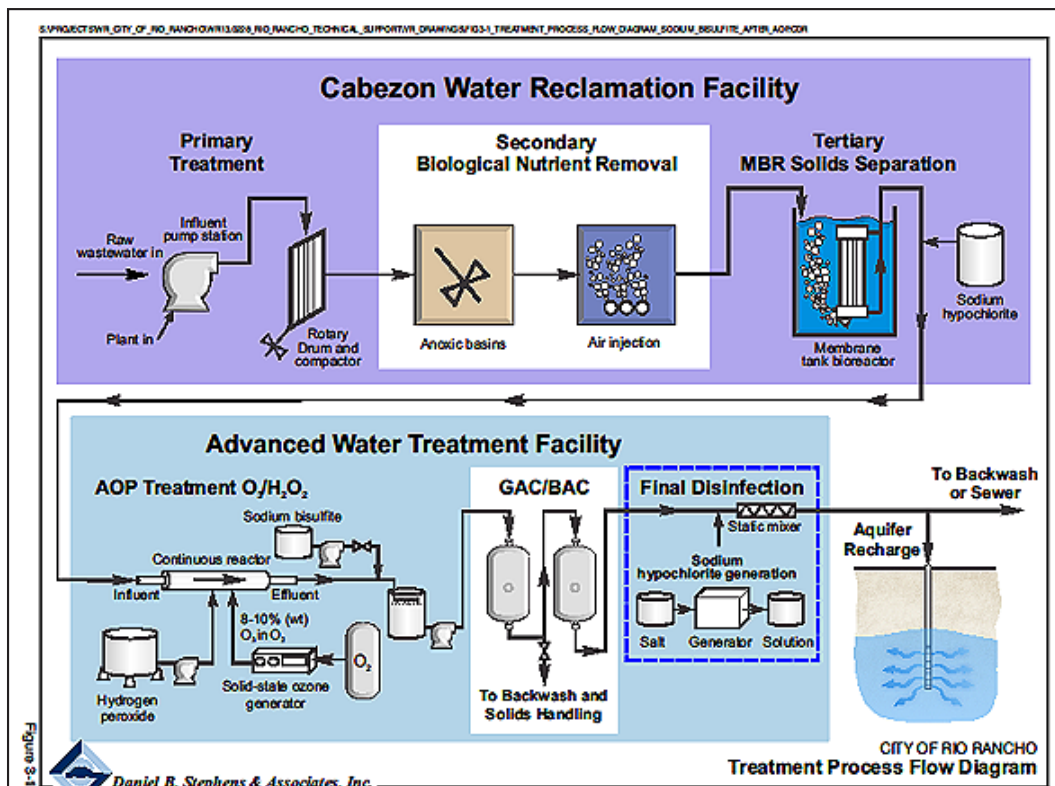 Cabezon Water Reclamation Facility
Primary
Treatment
Secondary
Biological Nutrient Removal
Tertiary
MBR Solids Separation
Influent
pump station
Raw
wastewater in
Plant in
Rotary
Drum and
compactor
Anoxic basins
Air injection
Membrane
tank bioreactor
Sodium
hypochlorite
Advanced Water Treatment Facility
AOP Treatment O₃/H₂O₂
Sodium bisulfite
Continuous reactor
Influent
Effluent
8-10% (wt)
O₃ in O₂
O₂
Hydrogen
peroxide
Solid-state ozone
generator
GAC/BAC
To Backwash and
Solids Handling
Final Disinfection
Static mixer
Sodium
hypochlorite generation
Salt
Generator
Solution
To Backwash
or Sewer
Aquifer
Recharge
CITY OF RIO RANCHO
Treatment Process Flow Diagram
Daniel B. Stephens & Associates, Inc.